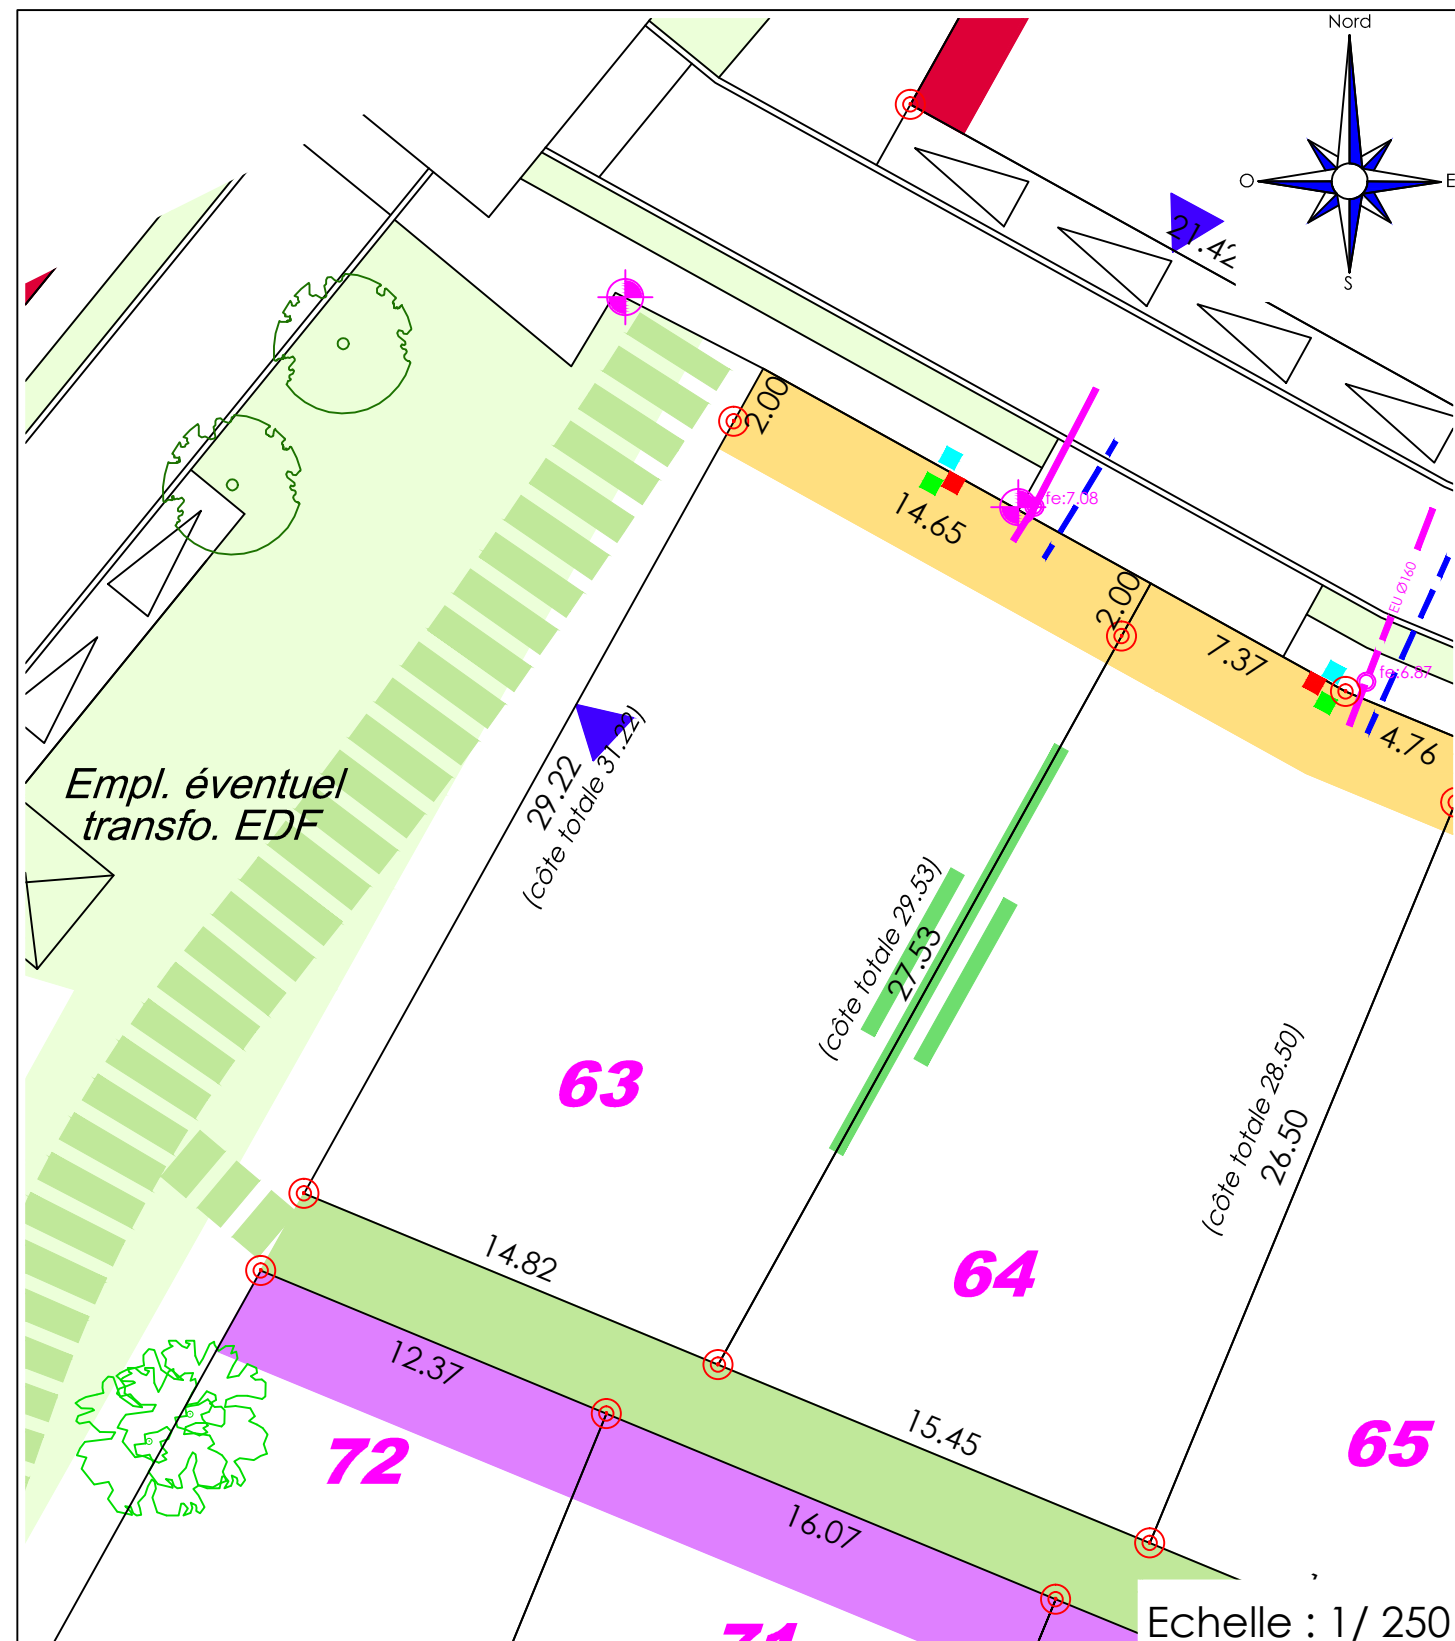 Nord
O
E
S
21.42
2.00
14.65
fe:7.08
2.00
7.37
EU Ø160
fe:6.87
4.76
29.22
(côte totale 31.22)
Empl. éventuel
transfo. EDF
(côte totale 29.53)
27.53
(côte totale 28.50)
26.50
63
64
14.82
12.37
15.45
65
72
16.07
71
Echelle : 1/ 250